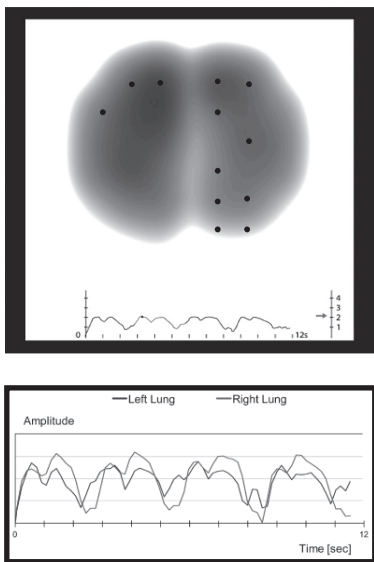 4
3
2
1
0
12s
Left Lung
Right Lung
Amplitude
0
12
Time [sec]